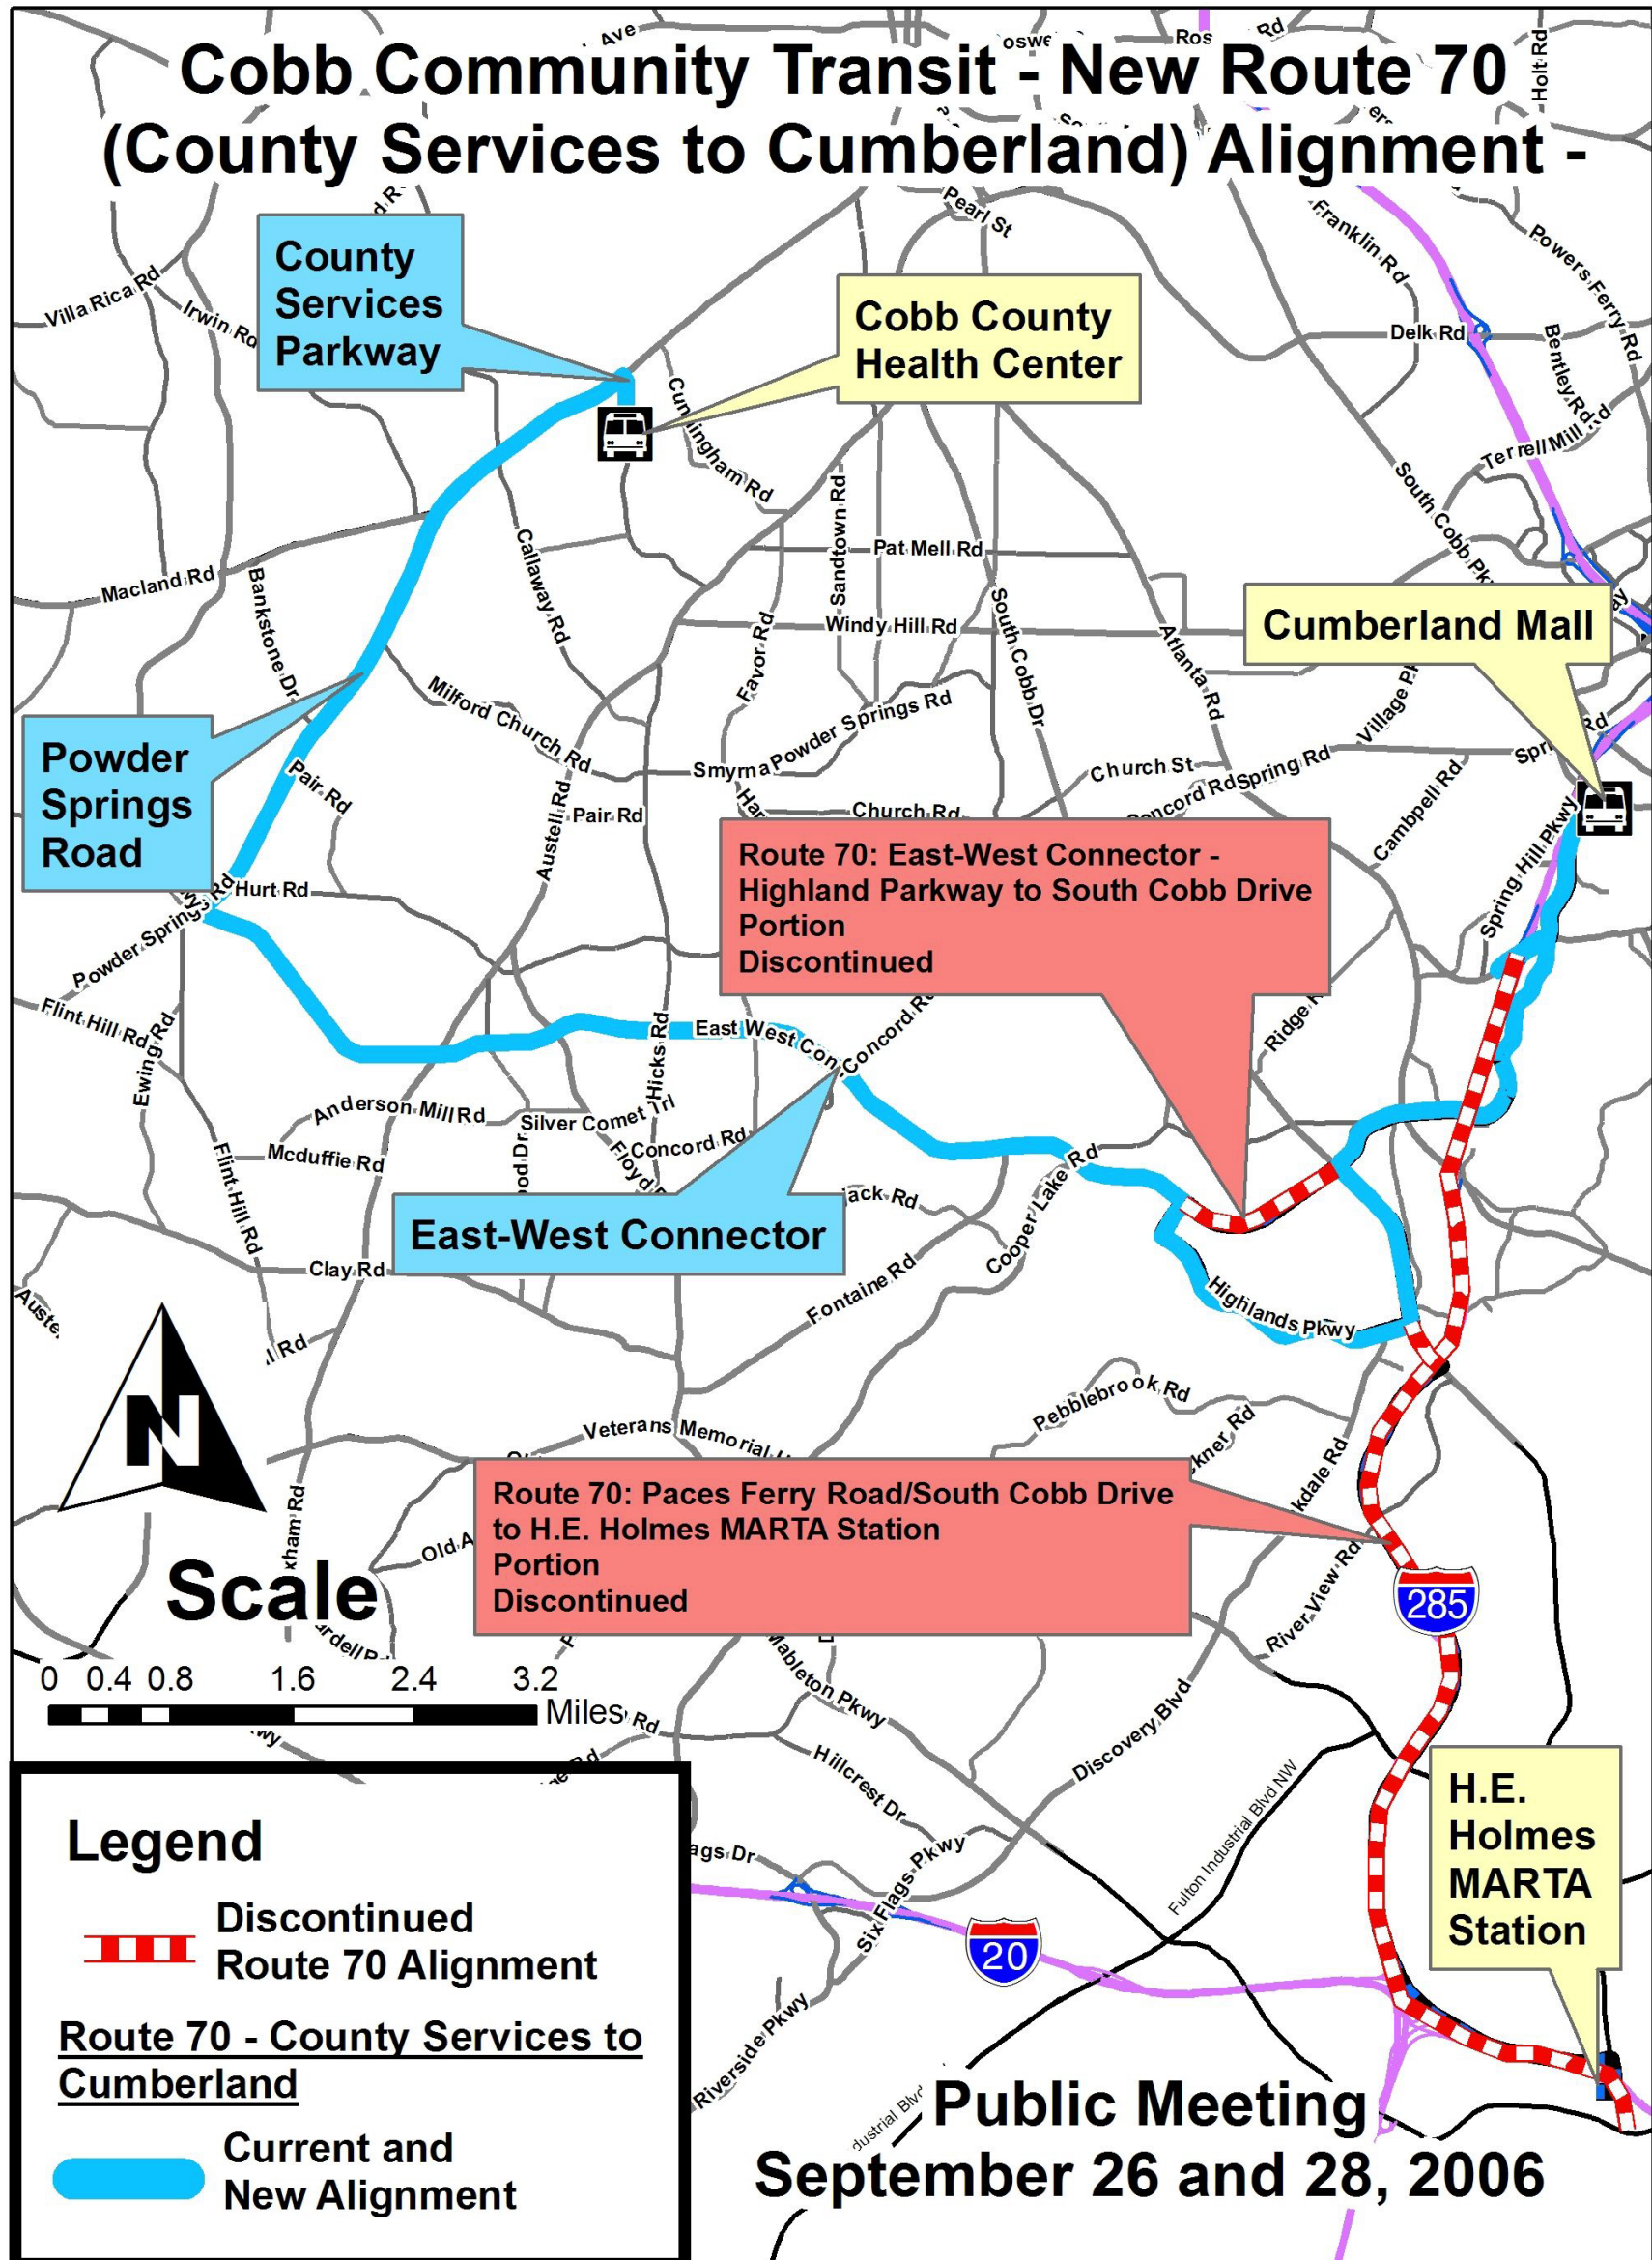 Ave
Rd
Holt Rd
Cobb Community Transit - New Route 70
(County Services to Cumberland) Alignment -
Pearl St
Franklin Rd
Powers Ferry Rd
Villa Rica Rd
Irwin Rd
County
Services
Parkway
Cobb County
Health Center
Delk Rd
Bentley Rd
Terrell Mill Rd
Cunningham Rd
Sandtown Rd
South Cobb Pk
Callaway Rd
Pat Mell Rd
Macland Rd
Bankstone Dr
Favor Rd
Windy Hill Rd
South Cobb Dr
Atlanta Rd
Cumberland Mall
Milford Church Rd
Powder Springs Rd
Smyrna
Powder
Springs
Road
Pair Rd
Austell Rd
Pair Rd
Church St
Church Rd
Concord Rd
Spring Rd
Cambpell Rd
Spring Hill Pkwy
Hurt Rd
Powder Springs Rd
Route 70: East-West Connector -
Highland Parkway to South Cobb Drive
Portion
Discontinued
Flint Hill Rd
Ewing Rd
Hicks Rd
East West Con
Concord Rd
Anderson Mill Rd
Silver Comet Trl
Concord Rd
Mcduffie Rd
Flint Hill Rd
Cooper Lake Rd
East-West Connector
Clay Rd
Fontaine Rd
Highlands Pkwy
N
Pebblebrook Rd
Veterans Memorial
Route 70: Paces Ferry Road/South Cobb Drive
to H.E. Holmes MARTA Station
Portion
Discontinued
285
River View Rd
Scale
0 0.4 0.8 1.6 2.4 3.2
Miles
Mableton Pkwy
Hillcrest Dr
Discovery Blvd
Fulton Industrial Blvd NW
H.E.
Holmes
MARTA
Station
Six Flags Pkwy
20
Riverside Pkwy
Legend
Discontinued
Route 70 Alignment
Route 70 - County Services to
Cumberland
Current and
New Alignment
Public Meeting
September 26 and 28, 2006